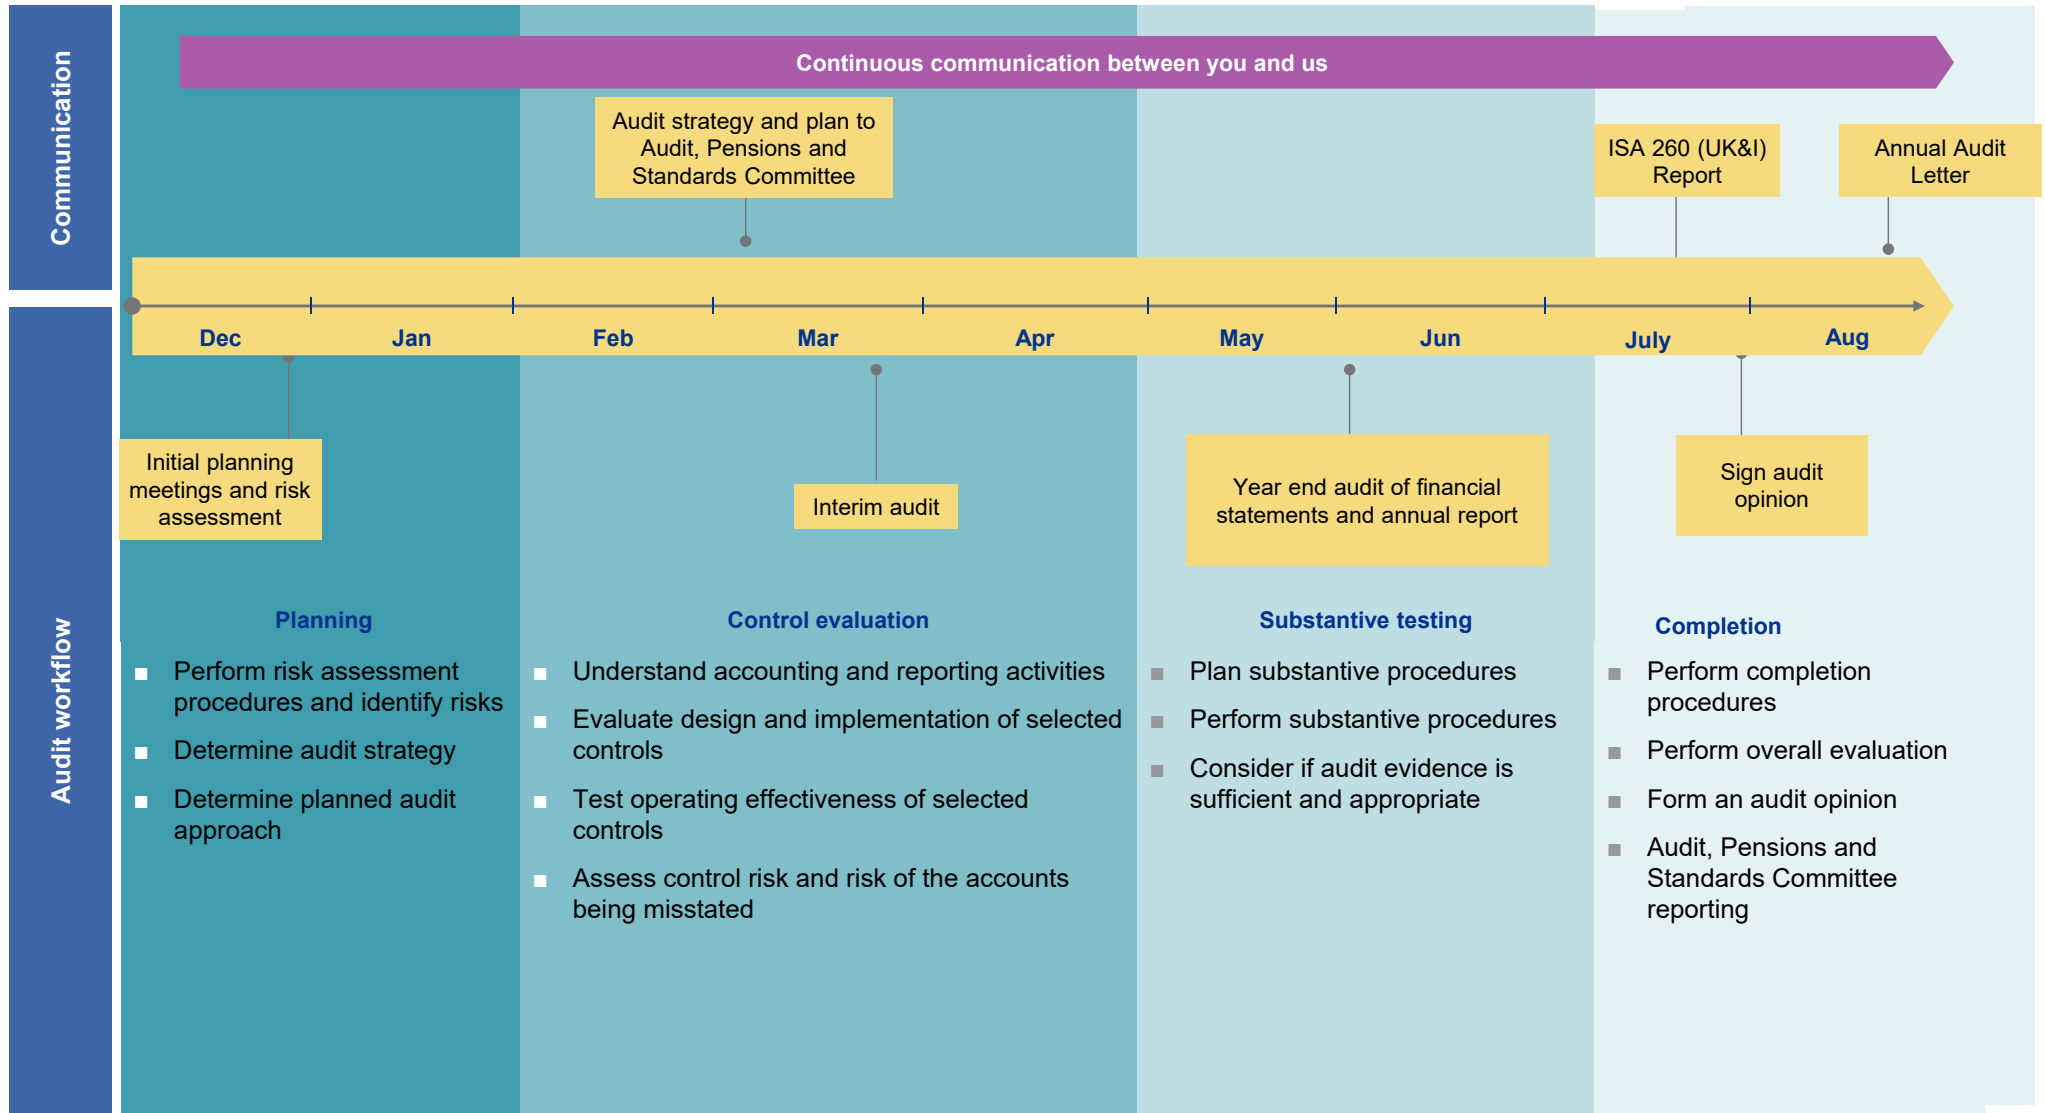 Communication
Continuous communication between you and us
Audit strategy and plan to
Audit, Pensions and
Standards Committee
ISA 260 (UK&I)
Report
Annual Audit
Letter
Dec
Jan
Feb
Mar
Apr
May
Jun
July
Aug
Audit workflow
Initial planning
meetings and risk
assessment
Interim audit
Year end audit of financial
statements and annual report
Sign audit
opinion
Planning
Perform risk assessment
procedures and identify risks
Determine audit strategy
Determine planned audit
approach
Control evaluation
Understand accounting and reporting activities
Evaluate design and implementation of selected
controls
Test operating effectiveness of selected
controls
Assess control risk and risk of the accounts
being misstated
Substantive testing
Plan substantive procedures
Perform substantive procedures
Consider if audit evidence is
sufficient and appropriate
Completion
Perform completion
procedures
Perform overall evaluation
Form an audit opinion
Audit, Pensions and
Standards Committee
reporting